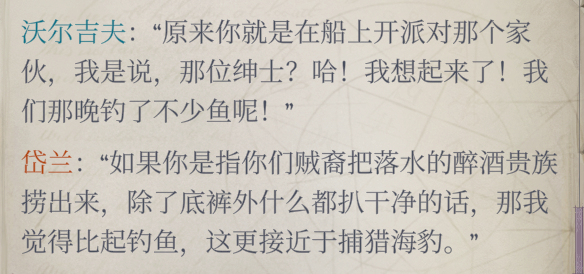 沃尔吉夫：“原来你就是在船上开派对那个家
伙，我是说，那位绅士？哈！我想起来了！我
们那晚钓了不少鱼呢！”
岱兰：“如果你是指你们贼裔把落水的醉酒贵族
捞出来，除了底裤外什么都扒干净的话，那我
觉得比起钓鱼，这更接近于捕猎海豹。”